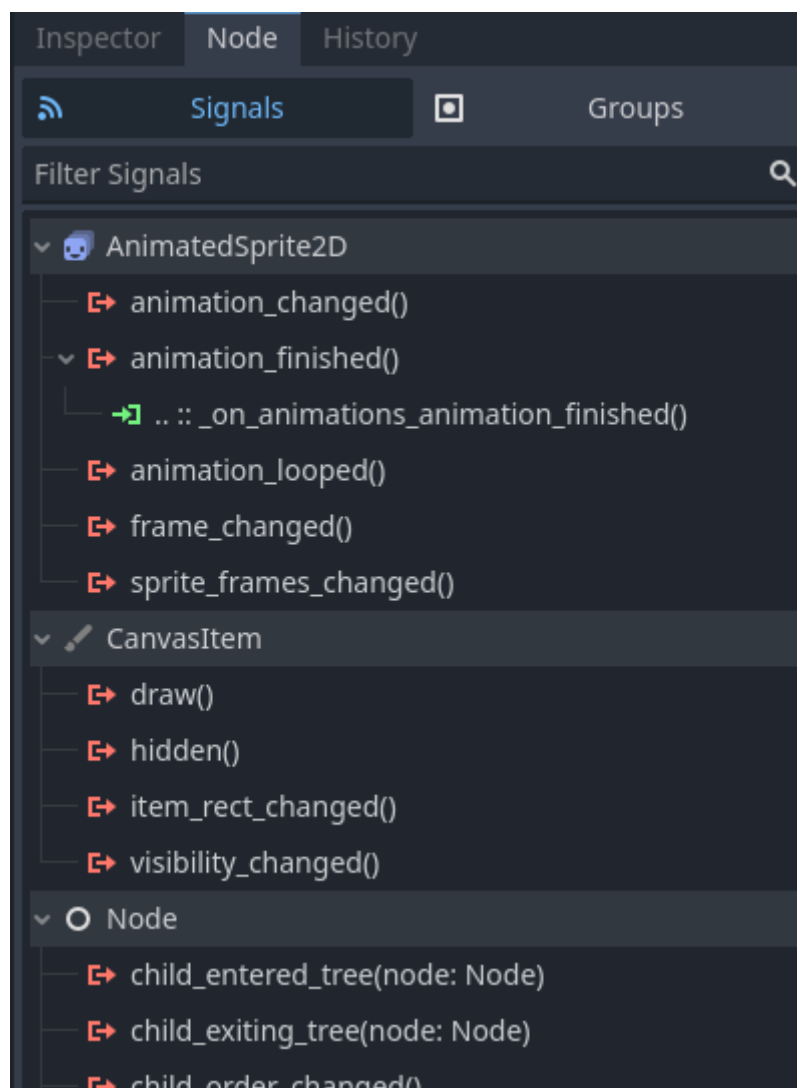 Inspector Node History
Signals Groups
Filter Signals
AnimatedSprite2D
animation_changed()
animation_finished()
.. :: _on_animations_animation_finished()
animation_looped()
frame_changed()
sprite_frames_changed()
CanvasItem
draw()
hidden()
item_rect_changed()
visibility_changed()
Node
child_entered_tree(node: Node)
child_exiting_tree(node: Node)
child_order_changed()